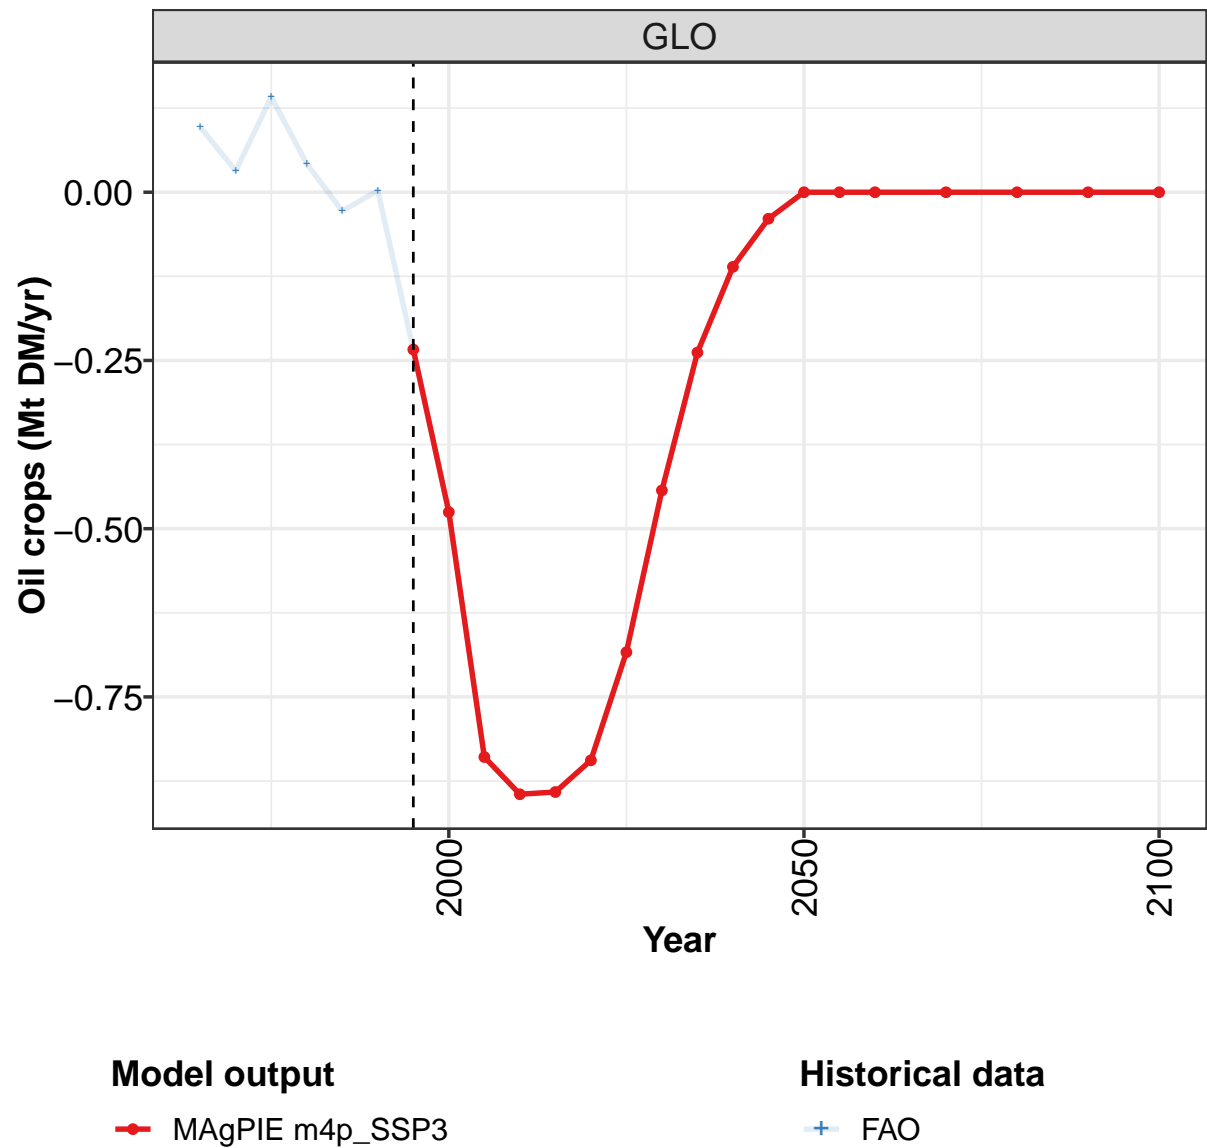 GLO
0.00
−0.25
−0.50
−0.75
Oil crops (Mt DM/yr)
2000
2050
2100
Year
Model output
MAgPIE m4p_SSP3
Historical data
FAO